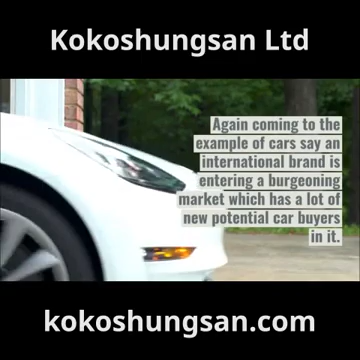 Kokoshungsan Ltd
Again coming to the
example of cars say an
international brand is
entering a burgeoning
market which has a lot of
new potential car buyers
in it.
kokoshungsan.com